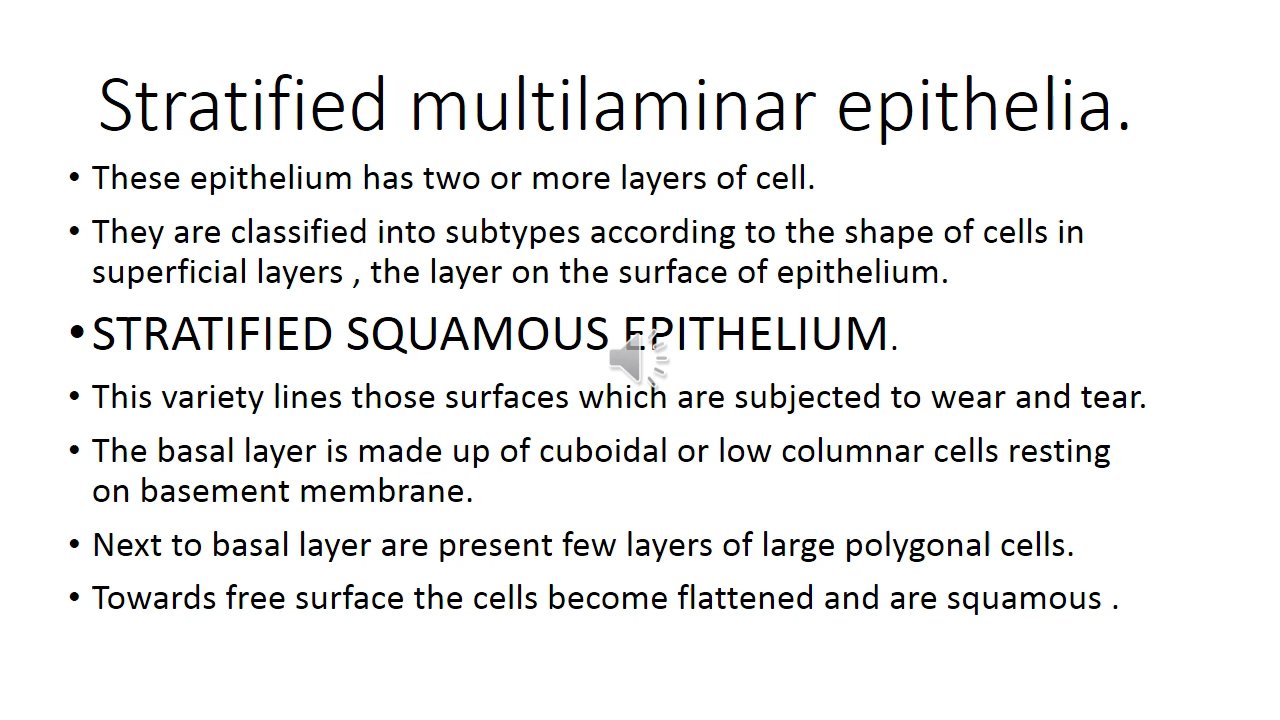 Stratified multilaminar epithelia.
• These epithelium has two or more layers of cell.
• They are classified into subtypes according to the shape of cells in
superficial layers , the layer on the surface of epithelium.
• STRATIFIED SQUAMOUS EPITHELIUM.
• This variety lines those surfaces which are subjected to wear and tear.
• The basal layer is made up of cuboidal or low columnar cells resting
on basement membrane.
• Next to basal layer are present few layers of large polygonal cells.
• Towards free surface the cells become flattened and are squamous .